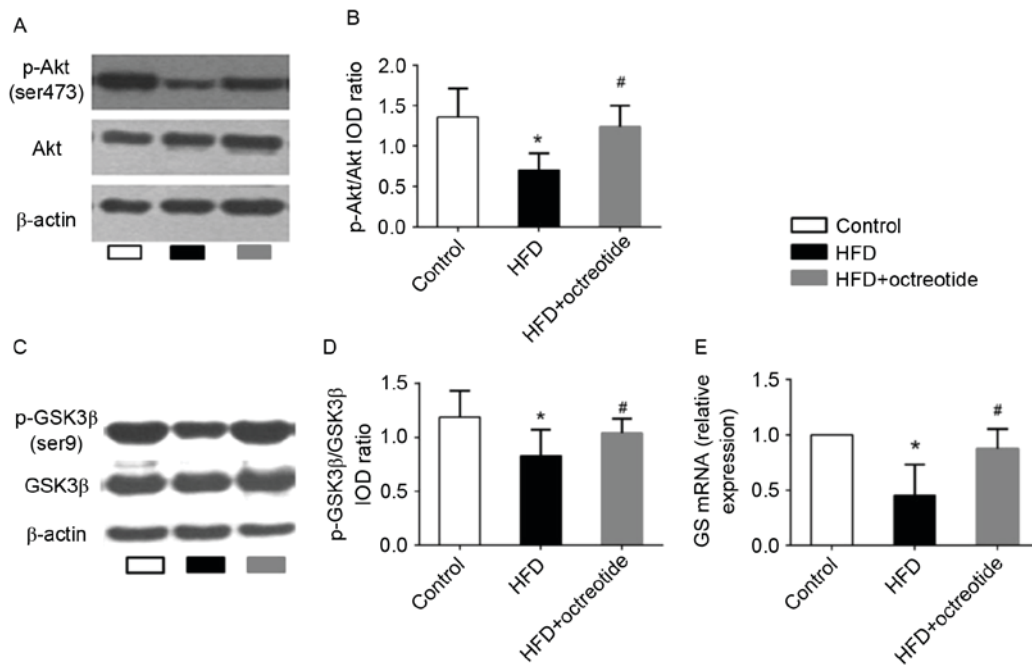 A
p-Akt
(ser473)
Akt
β-actin
B
p-Akt/Akt IOD ratio
2.0
1.5
1.0
0.5
0.0
#
*
Control
HFD
HFD+octreotide
Control
HFD
HFD+octreotide
C
p-GSK3β
(ser9)
GSK3β
β-actin
D
p-GSK3β/GSK3β
IOD ratio
1.5
1.0
0.5
0.0
*
#
Control
HFD
HFD+octreotide
E
GS mRNA (relative
expression)
1.5
1.0
0.5
0.0
*
#
Control
HFD
HFD+octreotide